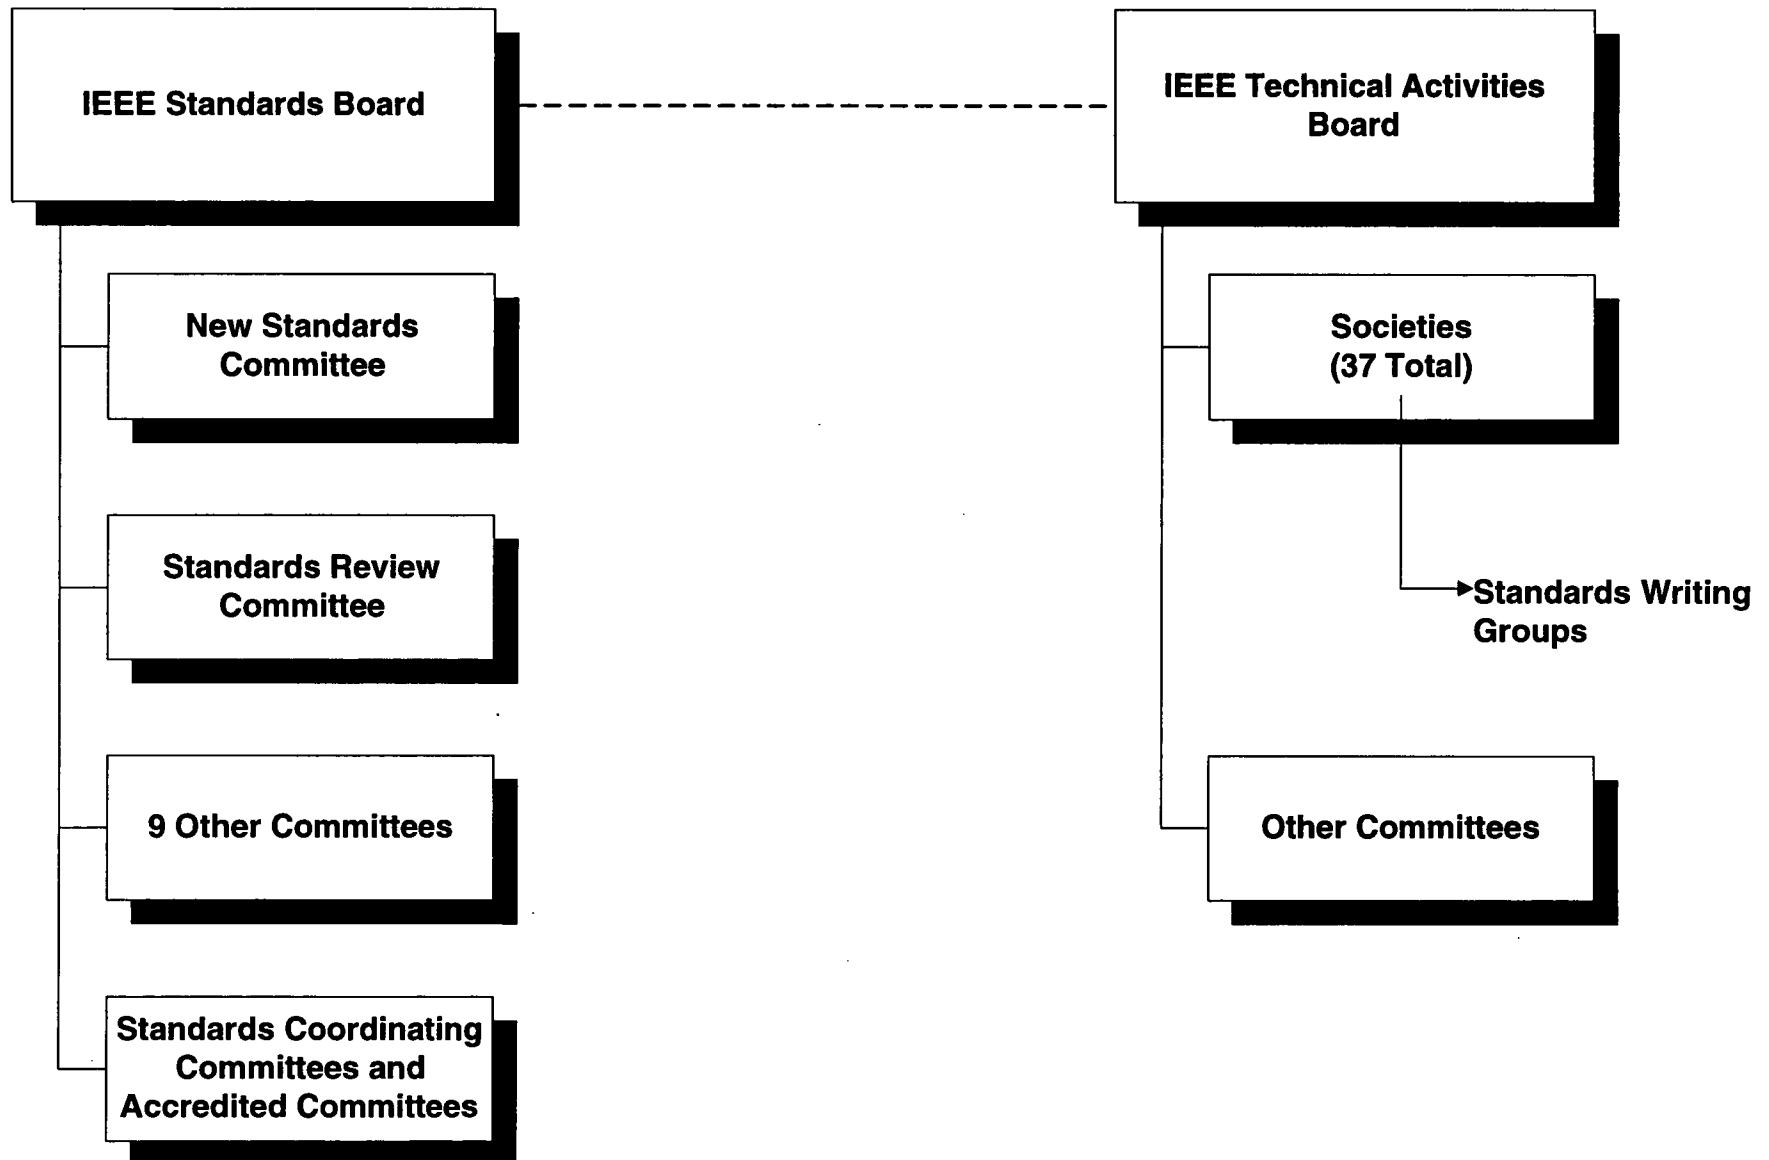 IEEE Standards Board
IEEE Technical Activities
Board
New Standards
Committee
Societies
(37 Total)
Standards Review
Committee
Standards Writing
Groups
9 Other Committees
Other Committees
Standards Coordinating
Committees and
Accredited Committees